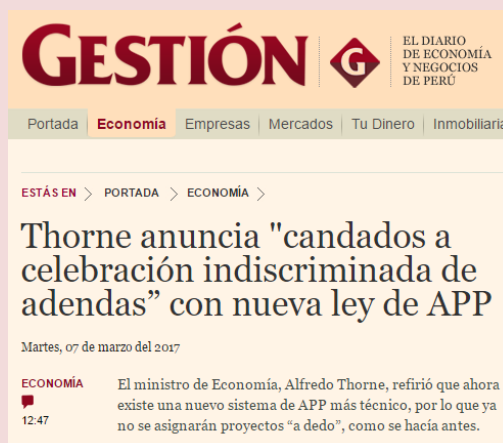 GESTIÓN
G
EL DIARIO
DE ECONOMÍA
Y NEGOCIOS
DE PERÚ
Portada Economía Empresas Mercados Tu Dinero Inmobiliaria
ESTÁS EN PORTADA ECONOMÍA
Thorne anuncia "candados a
celebración indiscriminada de
adendas” con nueva ley de APP
Martes, 07 de marzo del 2017
ECONOMÍA
12:47
El ministro de Economía, Alfredo Thorne, refirió que ahora
existe una nuevo sistema de APP más técnico, por lo que ya
no se asignarán proyectos “a dedo”, como se hacía antes.